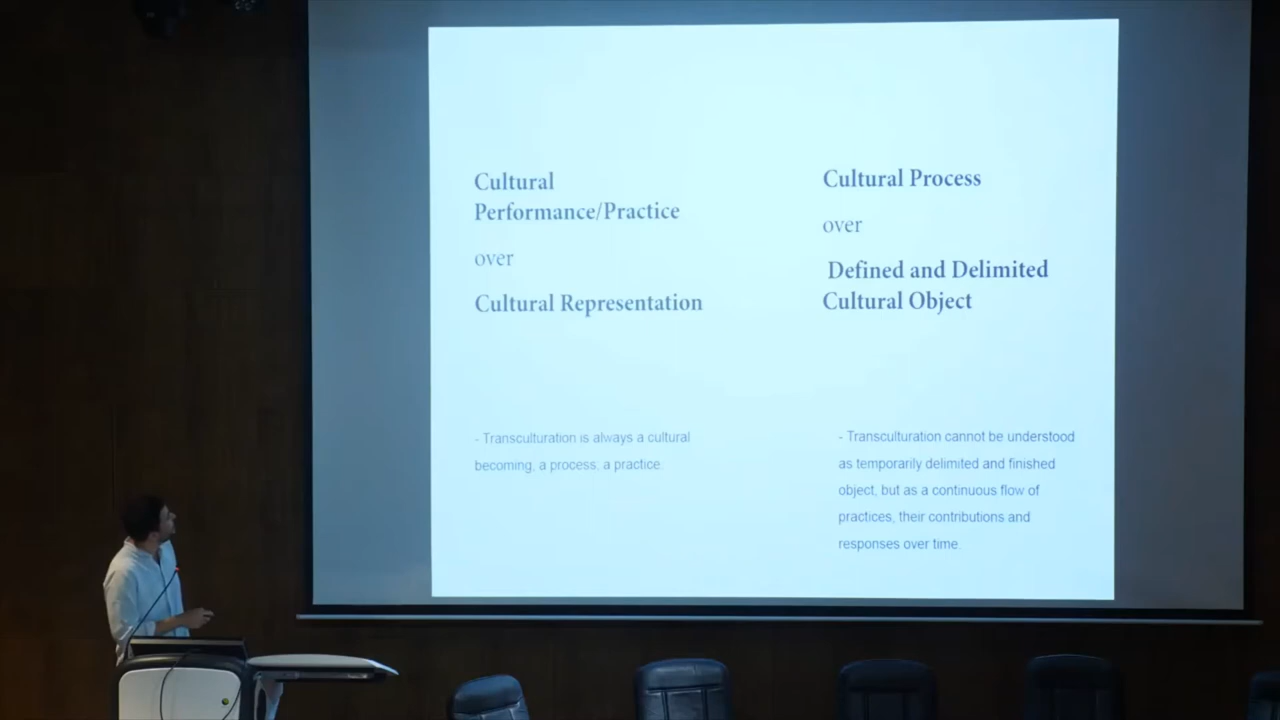 Cultural
Performance/Practice
over
Cultural Representation
- Transculturation is always a cultural
becoming, a process, a practice.
Cultural Process
over
Defined and Delimited
Cultural Object
- Transculturation cannot be understood
as temporarily delimited and finished
object, but as a continuous flow of
practices, their contributions and
responses over time.